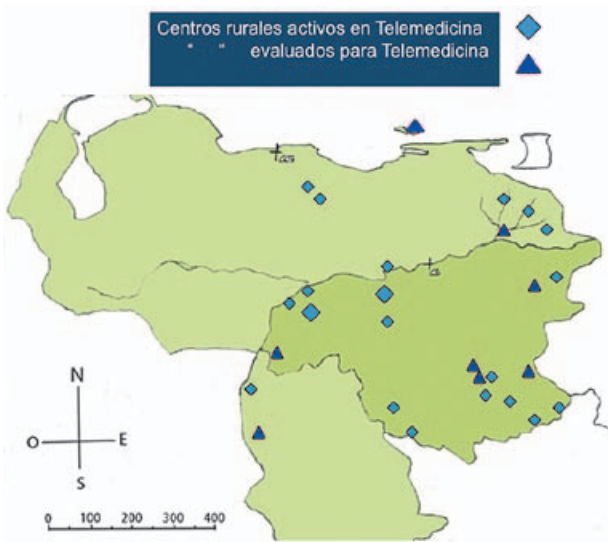 Centros rurales activos en Telemedicina
" " evaluados para Telemedicina
N
O E
S
0 100 200 300 400